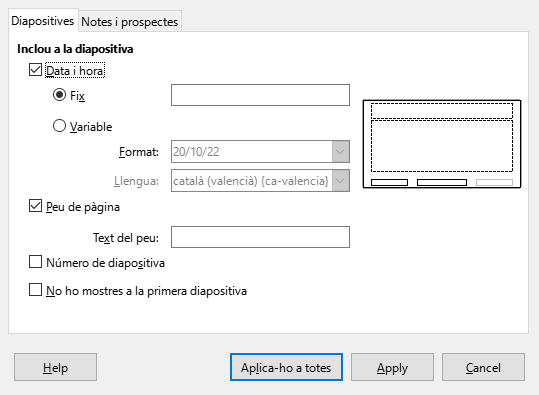 Diapositives Notes i prospectes
Inclou a la diapositiva
Data i hora
Fix
Variable
Format: 20/10/22
Llengua: català (valencià) {ca-valencia}
Peu de pàgina
Text del peu:
Número de diapositiva
No ho mostres a la primera diapositiva
Help Aplica-ho a totes Apply Cancel